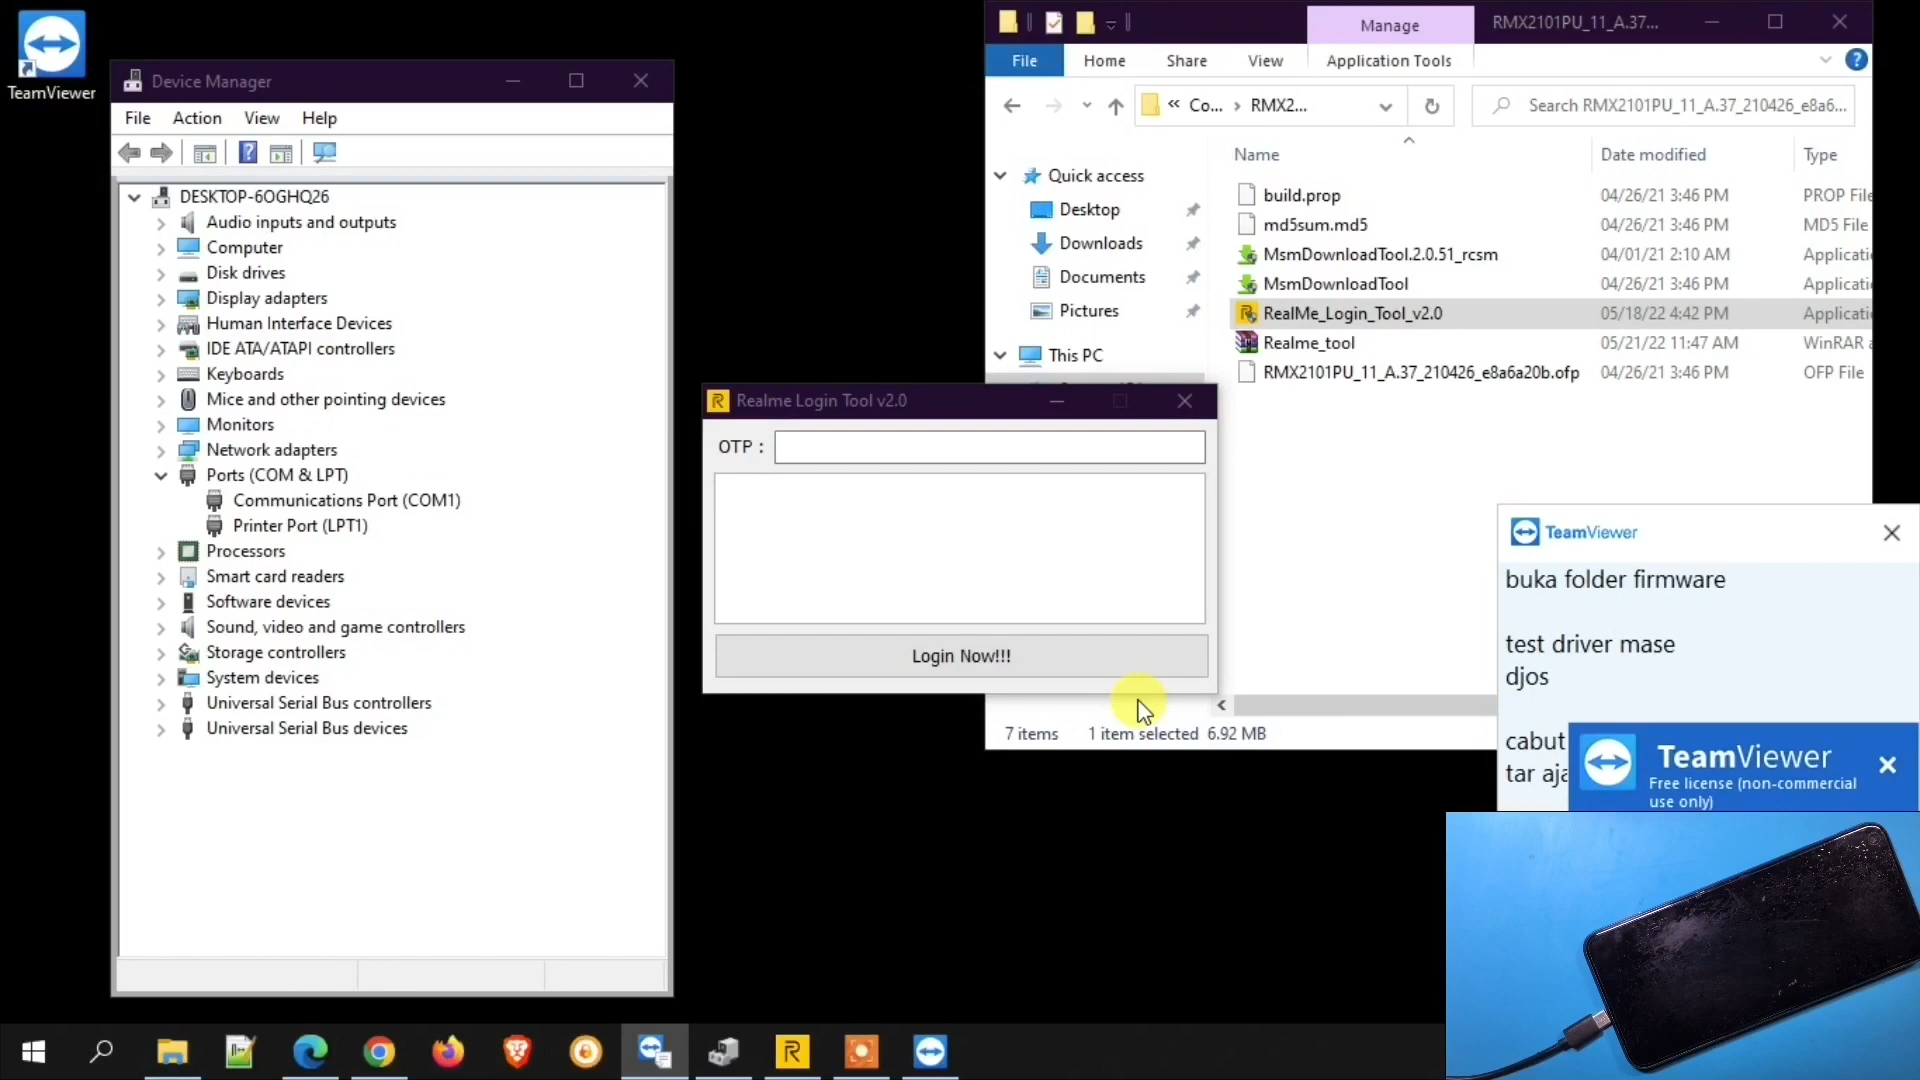 TeamViewer
Device Manager
File Action View Help
DESKTOP-6OGHQ26
Audio inputs and outputs
Computer
Disk drives
Display adapters
Human Interface Devices
IDE ATA/ATAPI controllers
Keyboards
Mice and other pointing devices
Monitors
Network adapters
Ports (COM & LPT)
Communications Port (COM1)
Printer Port (LPT1)
Processors
Smart card readers
Software devices
Sound, video and game controllers
Storage controllers
System devices
Universal Serial Bus controllers
Universal Serial Bus devices
Manage RMX2101PU_11_A.37...
File Home Share View Application Tools
« Co... › RMX2... Search RMX2101PU_11_A.37_210426_e8a6...
Name Date modified Type
Quick access
Desktop
Downloads
Documents
Pictures
This PC
build.prop 04/26/21 3:46 PM PROP File
md5sum.md5 04/26/21 3:46 PM MD5 File
MsmDownloadTool.2.0.51_rcsm 04/01/21 2:10 AM Applicati
MsmDownloadTool 04/26/21 3:46 PM Applicati
RealMe_Login_Tool_v2.0 05/18/22 4:42 PM Applicati
Realme_tool 05/21/22 11:47 AM WinRAR a
RMX2101PU_11_A.37_210426_e8a6a20b.ofp 04/26/21 3:46 PM OFP File
7 items 1 item selected 6.92 MB
R Realme Login Tool v2.0
OTP :
Login Now!!!
TeamViewer
buka folder firmware
test driver mase
djos
cabut
tar aja
TeamViewer
Free license (non-commercial
use only)